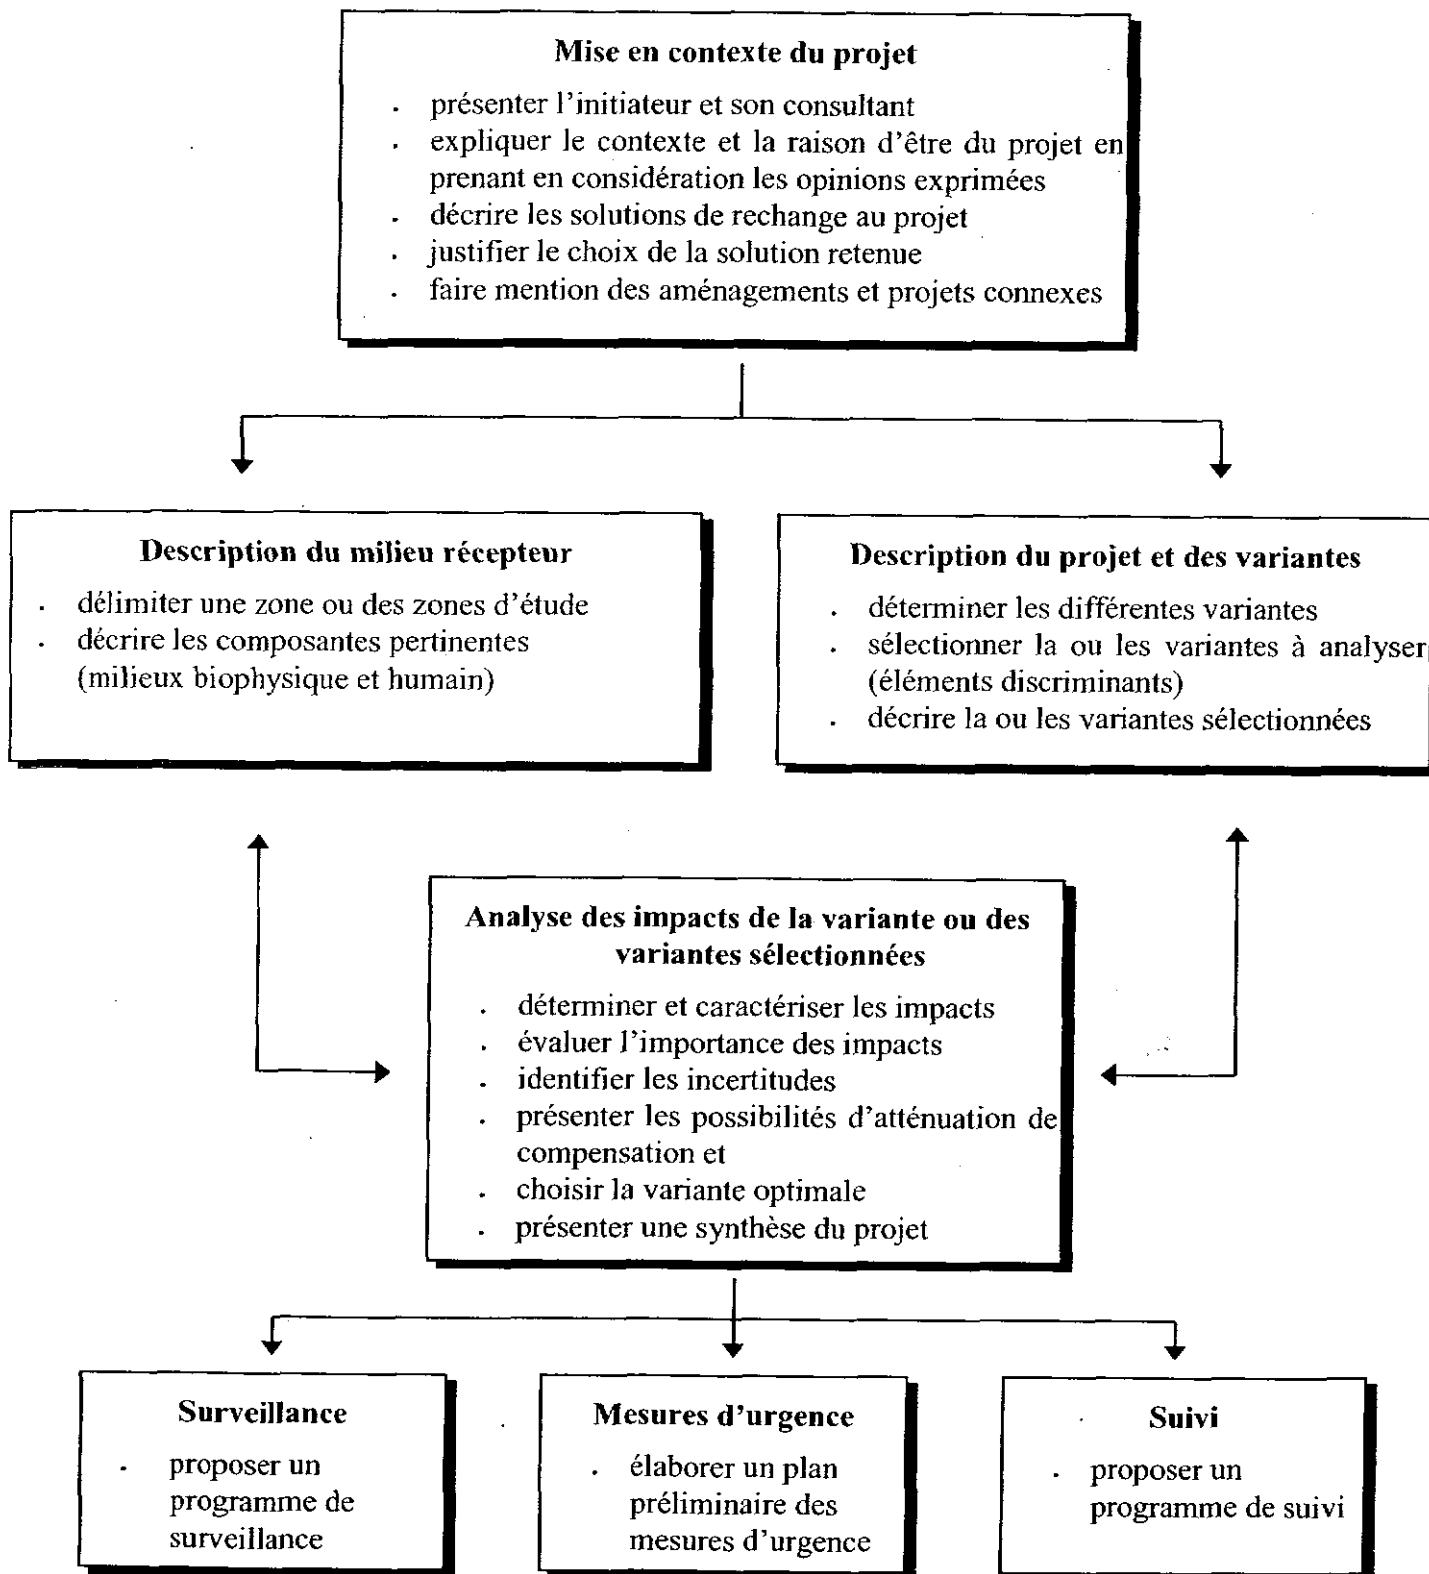 Mise en contexte du projet
. présenter l'initiateur et son consultant
. expliquer le contexte et la raison d'être du projet en
prenant en considération les opinions exprimées
. décrire les solutions de rechange au projet
. justifier le choix de la solution retenue
. faire mention des aménagements et projets connexes
Description du milieu récepteur
. délimiter une zone ou des zones d'étude
. décrire les composantes pertinentes
(milieux biophysique et humain)
Description du projet et des variantes
. déterminer les différentes variantes
. sélectionner la ou les variantes à analyser
(éléments discriminants)
. décrire la ou les variantes sélectionnées
Analyse des impacts de la variante ou des
variantes sélectionnées
. déterminer et caractériser les impacts
. évaluer l'importance des impacts
. identifier les incertitudes
. présenter les possibilités d'atténuation de
compensation et
. choisir la variante optimale
. présenter une synthèse du projet
Surveillance
. proposer un
programme de
surveillance
Mesures d'urgence
. élaborer un plan
préliminaire des
mesures d'urgence
Suivi
. proposer un
programme de suivi